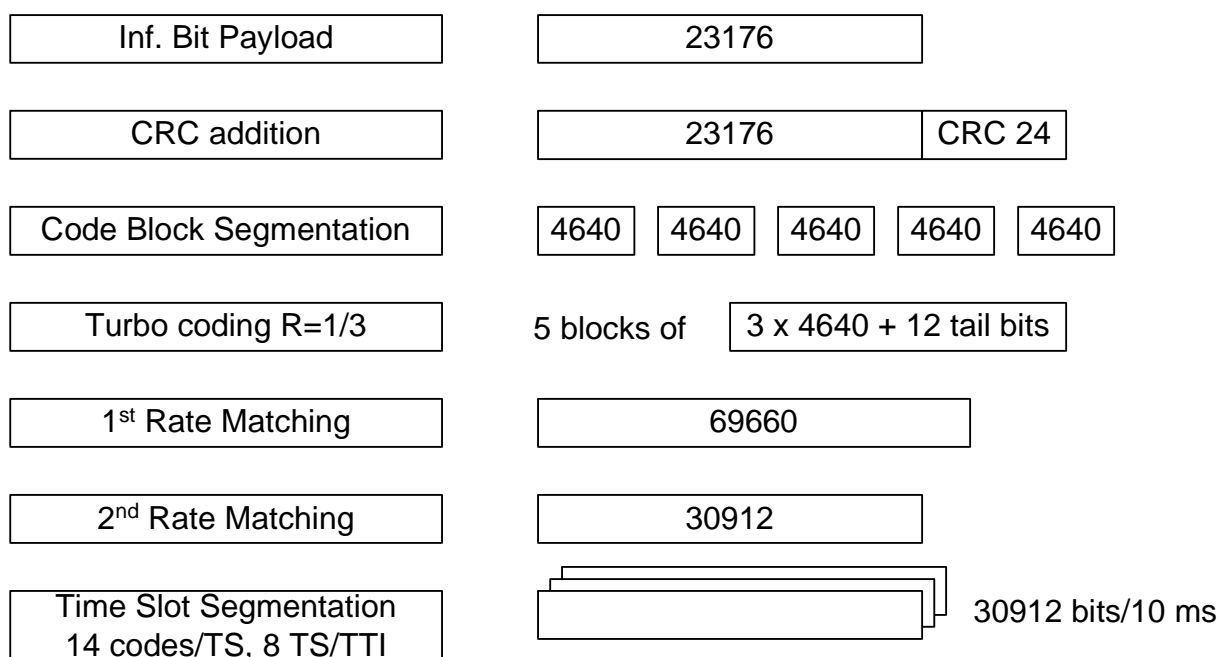 Inf. Bit Payload 23176
CRC addition 23176 CRC 24
Code Block Segmentation 4640 4640 4640 4640 4640
Turbo coding R=1/3 5 blocks of 3 x 4640 + 12 tail bits
1st Rate Matching 69660
2nd Rate Matching 30912
Time Slot Segmentation
14 codes/TS, 8 TS/TTI
30912 bits/10 ms